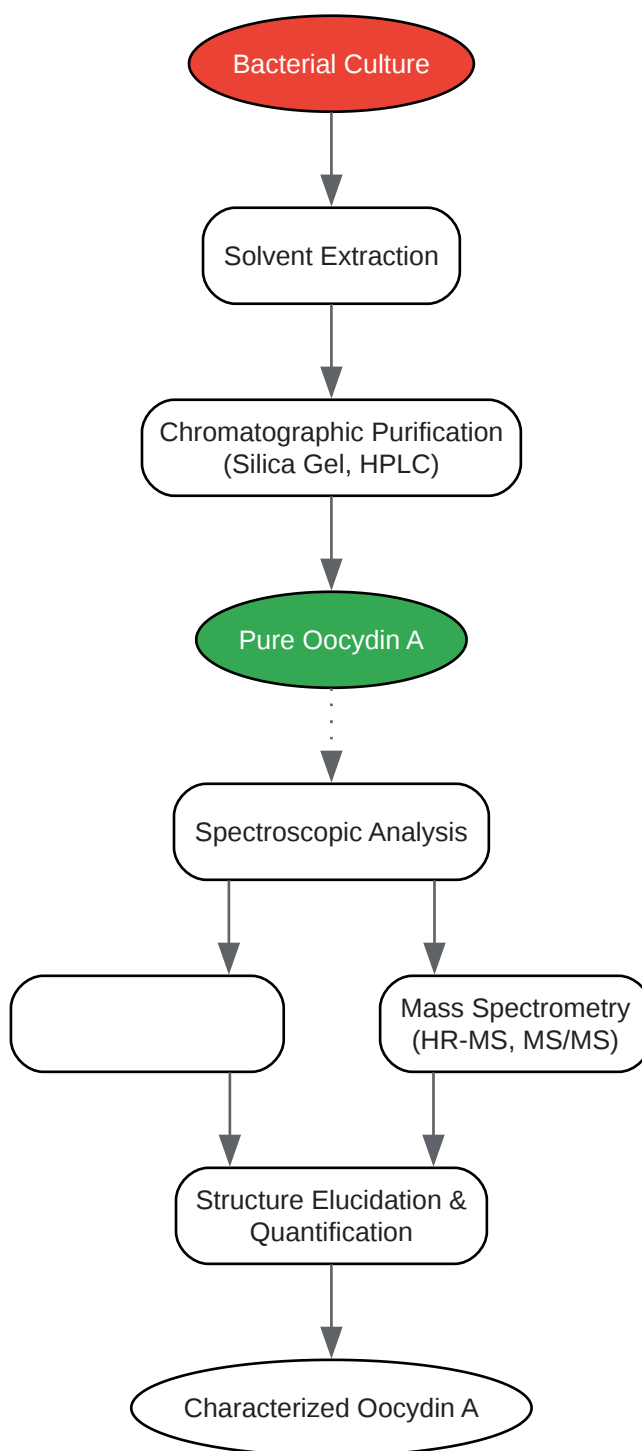 Bacterial Culture
Solvent Extraction
Chromatographic Purification
(Silica Gel, HPLC)
Pure Oocydin A
Spectroscopic Analysis
Mass Spectrometry
(HR-MS, MS/MS)
Structure Elucidation &
Quantification
Characterized Oocydin A